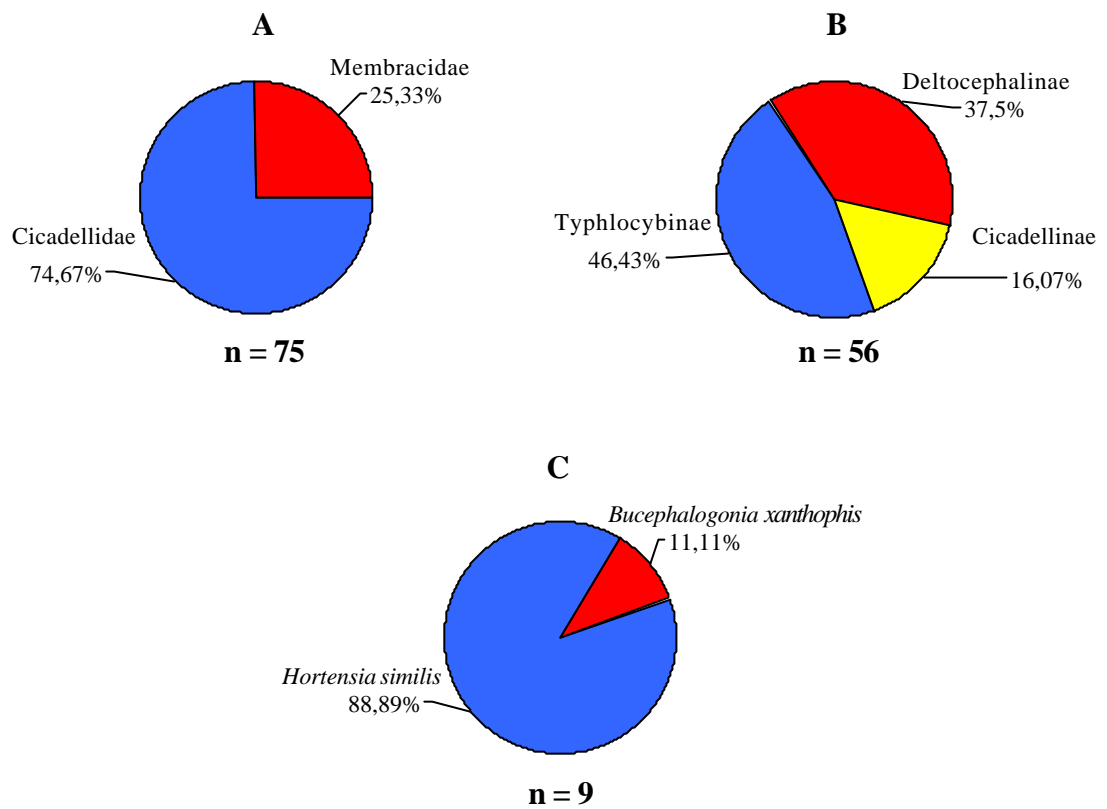 A
Membracidae
25,33%
Cicadellidae
74,67%
n = 75
B
Deltocephalinae
37,5%
Typhlocybinae
46,43%
Cicadellinae
16,07%
n = 56
C
Bucephalogonia xanthophis
11,11%
Hortensia similis
88,89%
n = 9